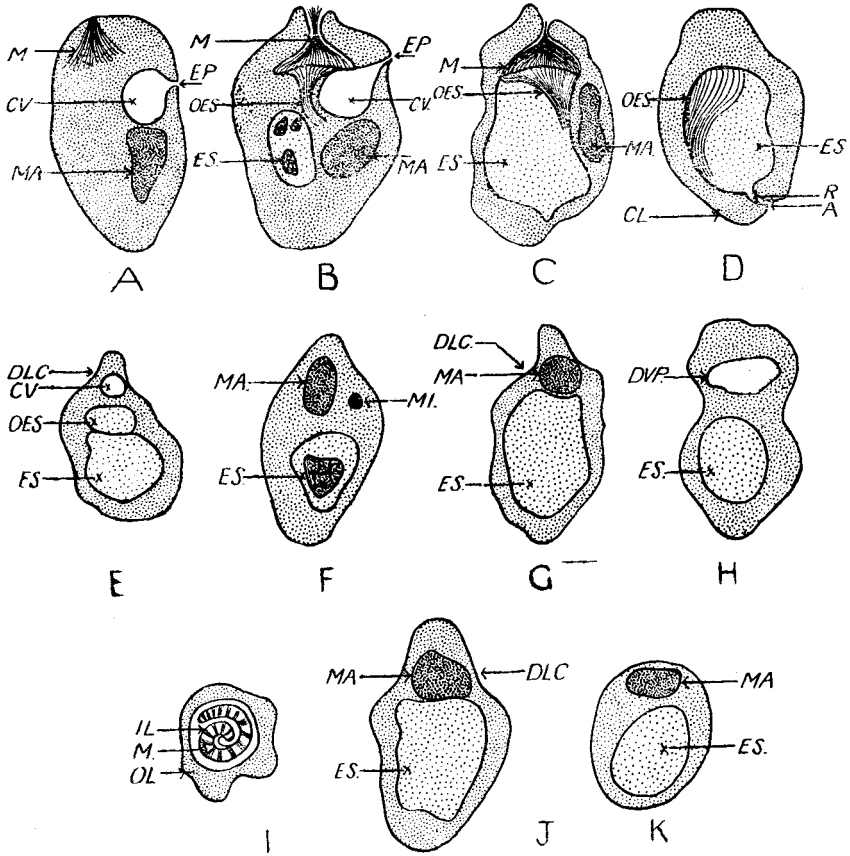 M
EP
CV
MA
A
M
EP
OES
CV.
ES
MA
B
M
OES.
ES
MA.
C
OES
ES
R
A
CL
D
DLC
CV
OES
ES
E
MA.
MI.
ES.
F
DLC.
MA
ES.
G
DVP.
ES.
H
IL
M.
OL
I
MA
DLC
ES.
J
MA
ES.
K